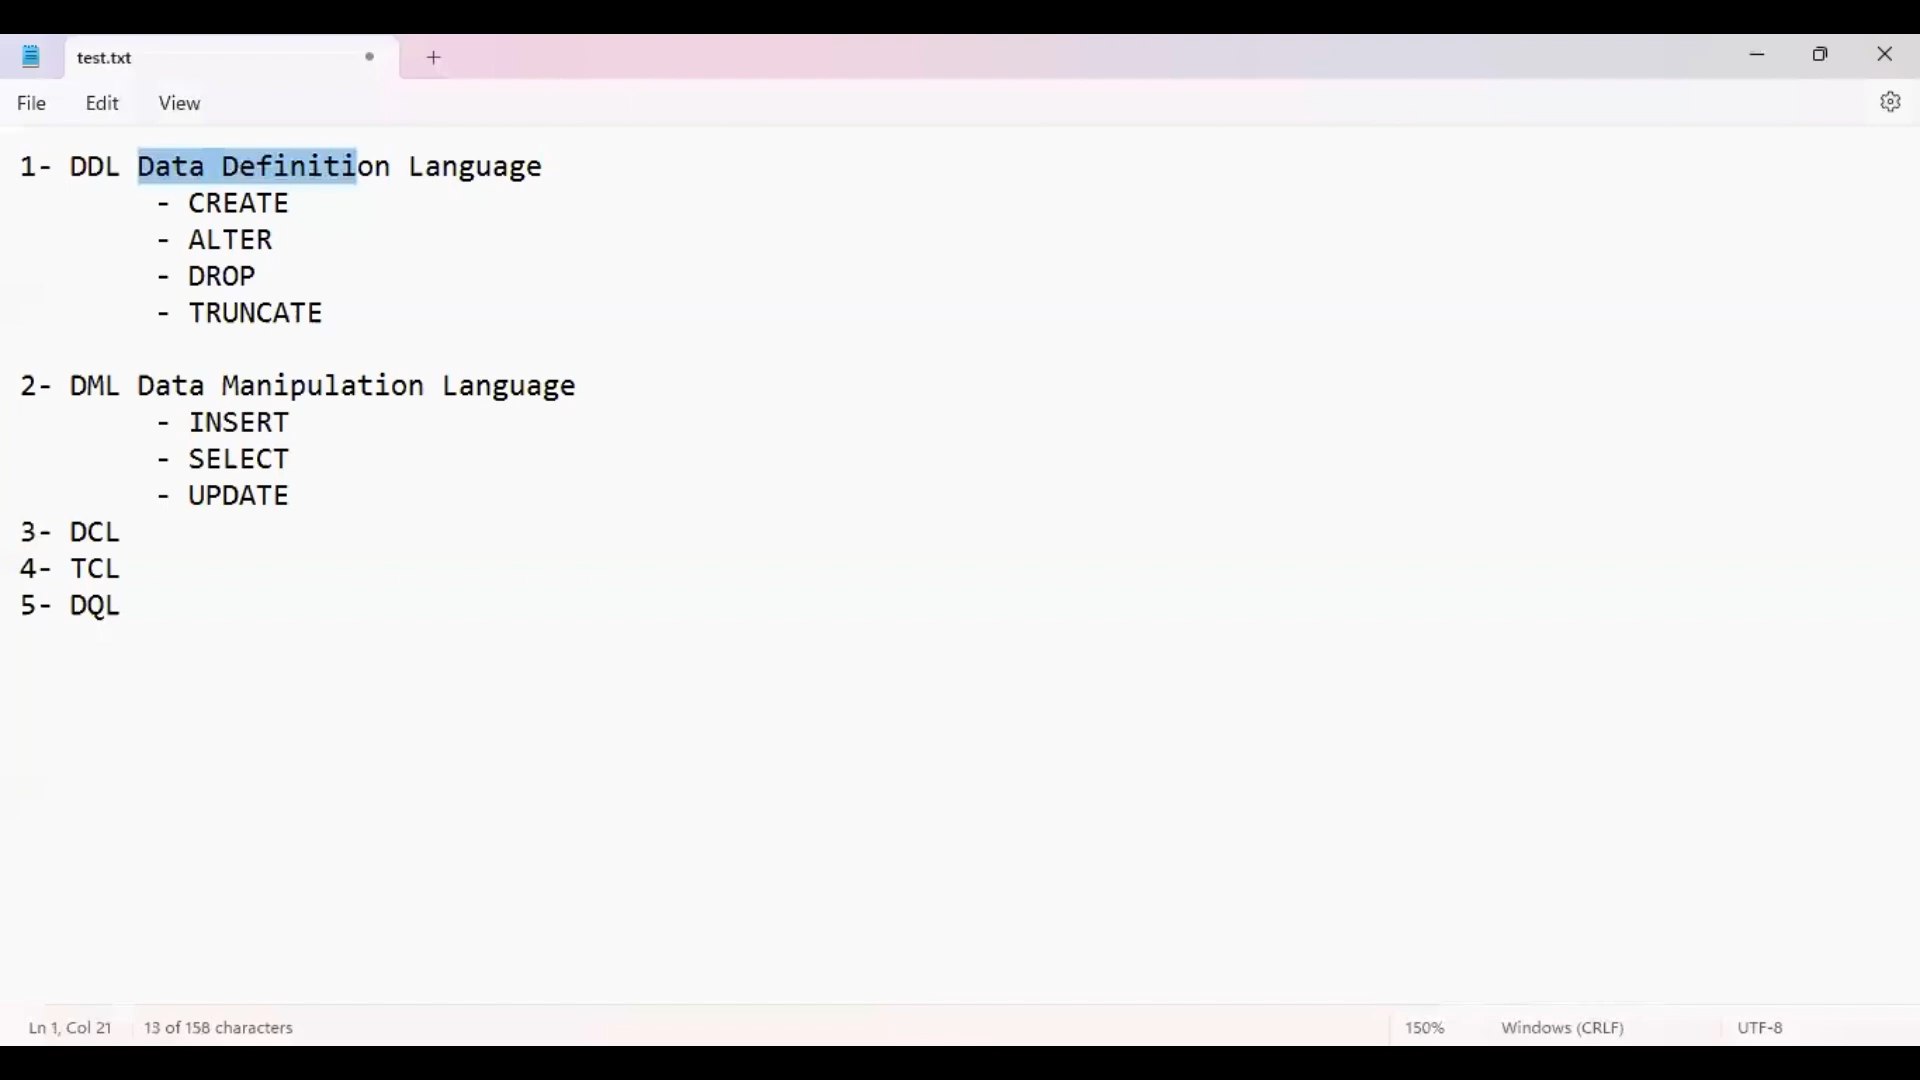 test.txt
File Edit View
1- DDL Data Definition Language
- CREATE
- ALTER
- DROP
- TRUNCATE
2- DML Data Manipulation Language
- INSERT
- SELECT
- UPDATE
3- DCL
4- TCL
5- DQL
Ln 1, Col 21 13 of 158 characters 150% Windows (CRLF) UTF-8